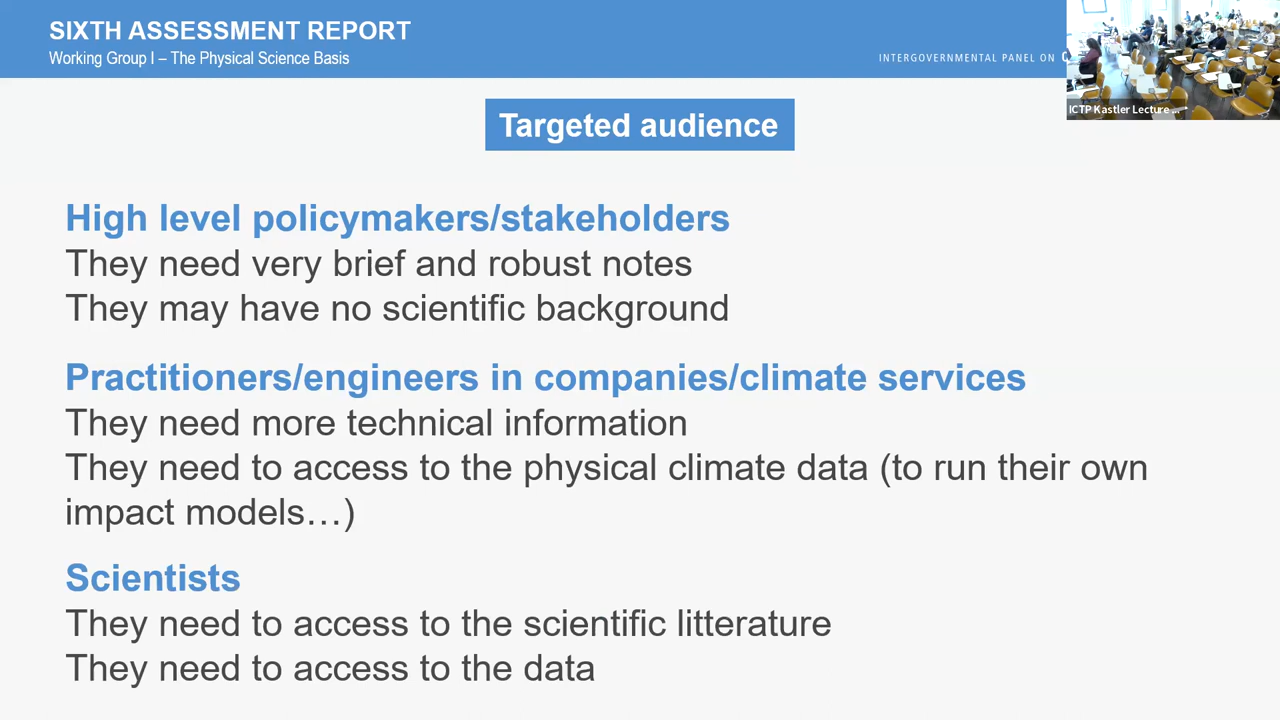 SIXTH ASSESSMENT REPORT
Working Group I – The Physical Science Basis
INTERGOVERNMENTAL PANEL ON
ICTP Kastler Lecture ...
Targeted audience
High level policymakers/stakeholders
They need very brief and robust notes
They may have no scientific background
Practitioners/engineers in companies/climate services
They need more technical information
They need to access to the physical climate data (to run their own
impact models…)
Scientists
They need to access to the scientific litterature
They need to access to the data